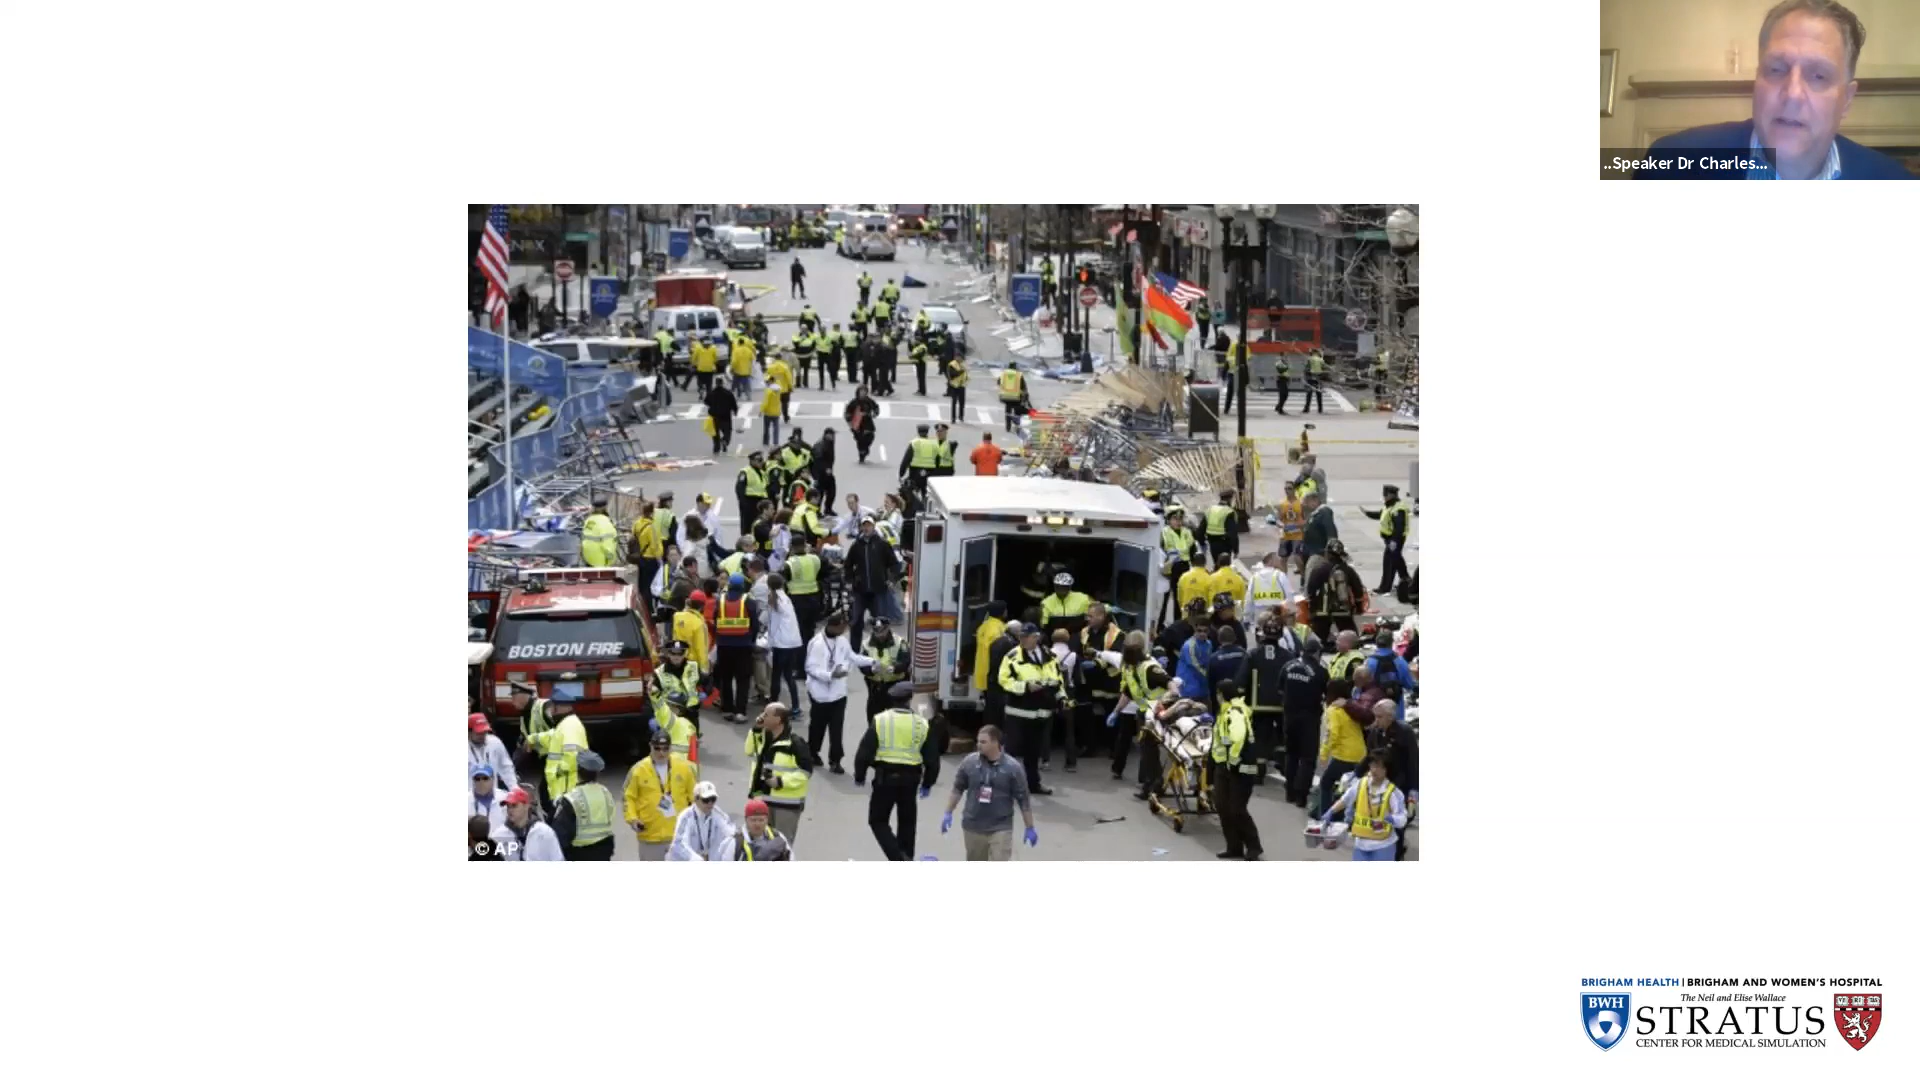 ..Speaker Dr Charles...
BOSTON FIRE
© AP
BRIGHAM HEALTH | BRIGHAM AND WOMEN'S HOSPITAL
The Neil and Elise Wallace
BWH
STRATUS
CENTER FOR MEDICAL SIMULATION